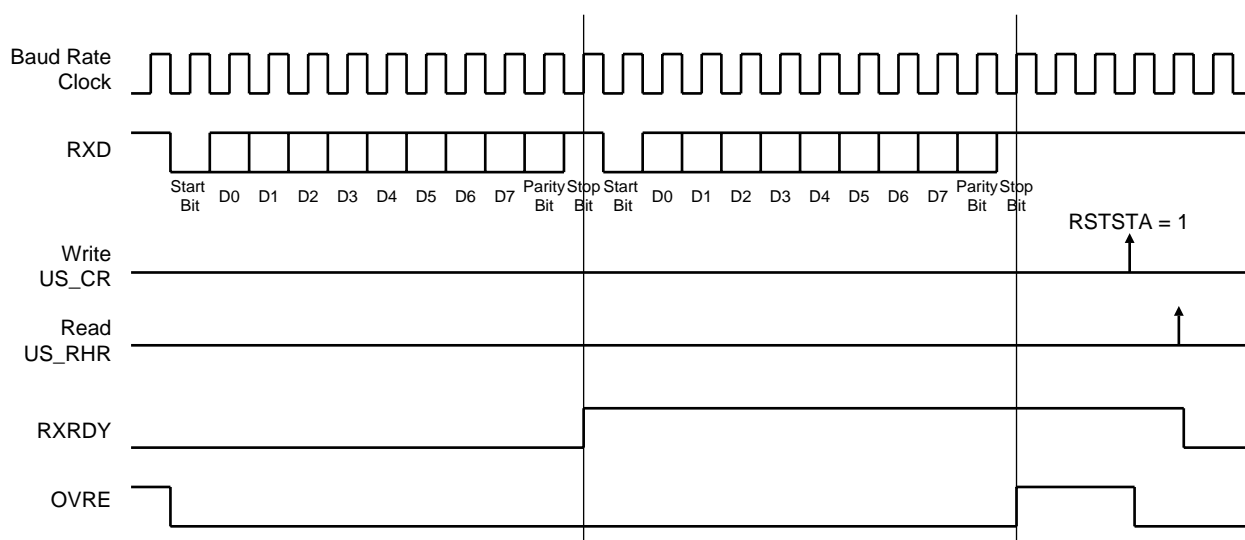 Baud Rate
Clock
RXD
Start
Bit
D0
D1
D2
D3
D4
D5
D6
D7
Parity
Bit
Stop
Bit
Start
Bit
D0
D1
D2
D3
D4
D5
D6
D7
Parity
Bit
Stop
Bit
RSTSTA = 1
Write
US_CR
Read
US_RHR
RXRDY
OVRE